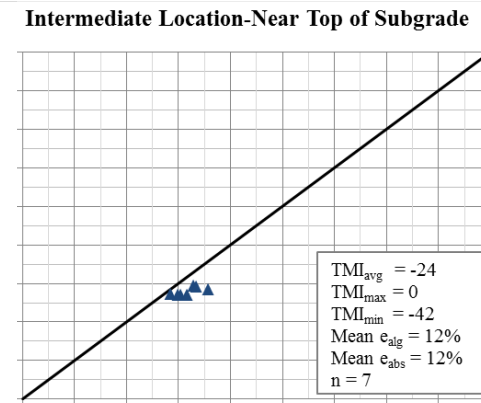 Intermediate Location-Near Top of Subgrade
TMIavg = -24
TMImax = 0
TMImin = -42
Mean ealg = 12%
Mean eabs = 12%
n = 7